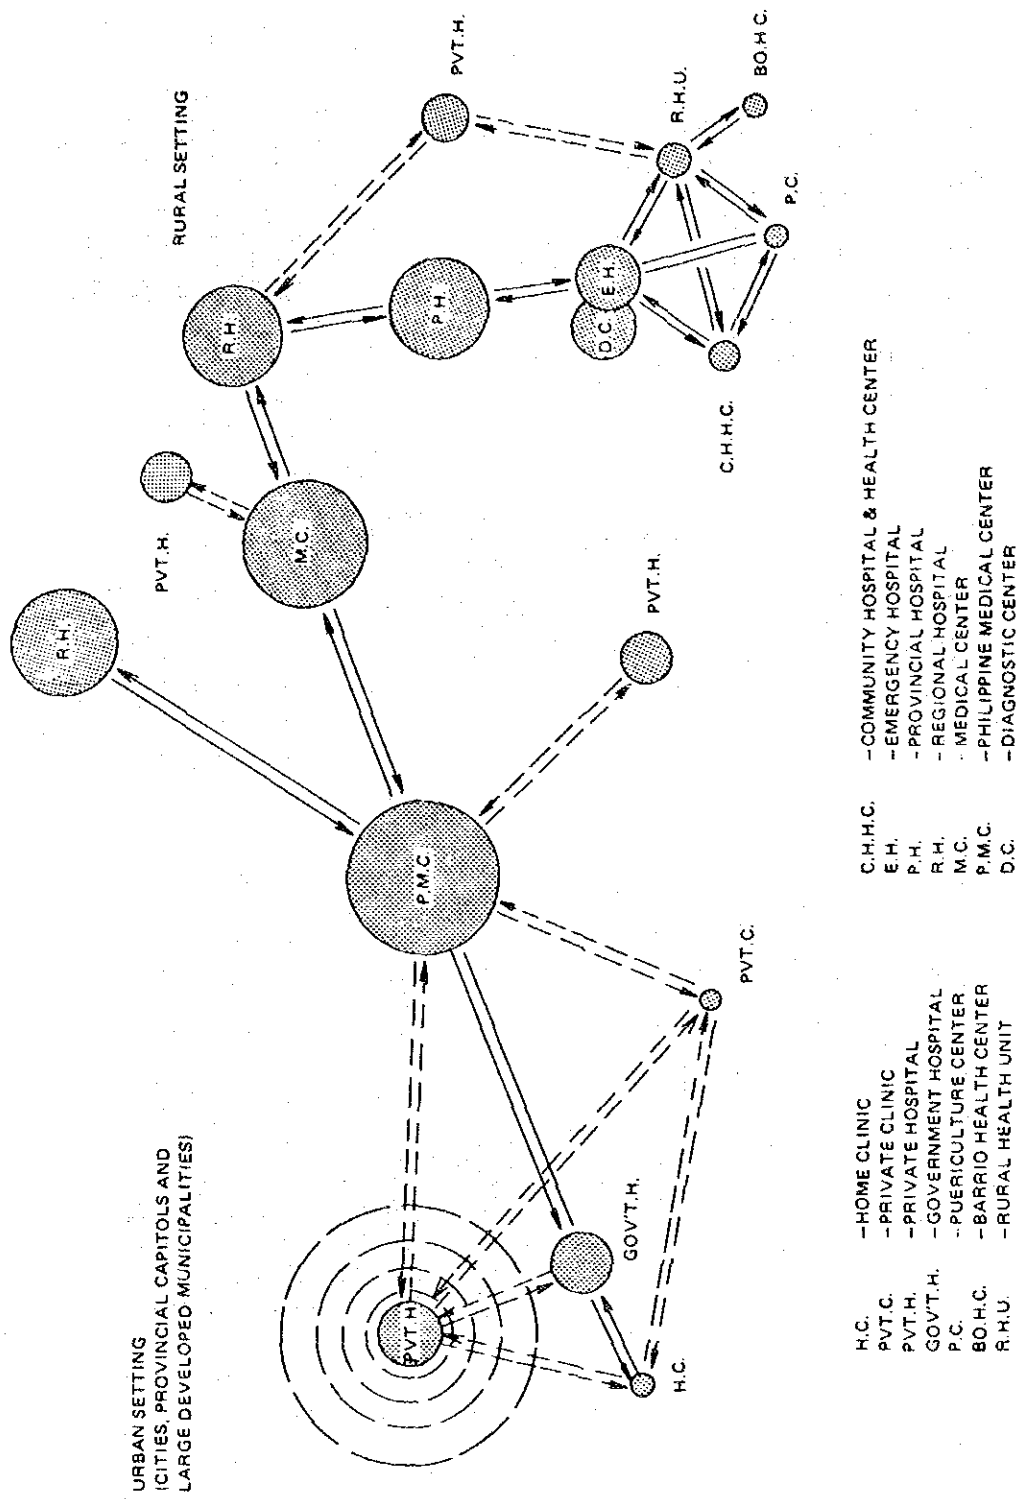 URBAN SETTING
(CITIES, PROVINCIAL CAPITOLS AND
LARGE DEVELOPED MUNICIPALITIES)
RURAL SETTING
R.H.
PVT.H.
R.H.
PVT.H.
M.C.
P.H.
P.M.C.
PVT.H
D.C.
E.H.
R.H.U.
BO.H.C.
P.C.
C.H.H.C.
PVT.H.
GOV'T.H.
PVT.C.
H.C.
H.C. -HOME CLINIC
PVT.C. -PRIVATE CLINIC
PVT.H. -PRIVATE HOSPITAL
GOV'T.H. -GOVERNMENT HOSPITAL
P.C. -PUERICULTURE CENTER
BO.H.C. -BARRIO HEALTH CENTER
R.H.U. -RURAL HEALTH UNIT
C.H.H.C. -COMMUNITY HOSPITAL & HEALTH CENTER
E.H. -EMERGENCY HOSPITAL
P.H. -PROVINCIAL HOSPITAL
R.H. -REGIONAL HOSPITAL
M.C. -MEDICAL CENTER
P.M.C. -PHILIPPINE MEDICAL CENTER
D.C. -DIAGNOSTIC CENTER